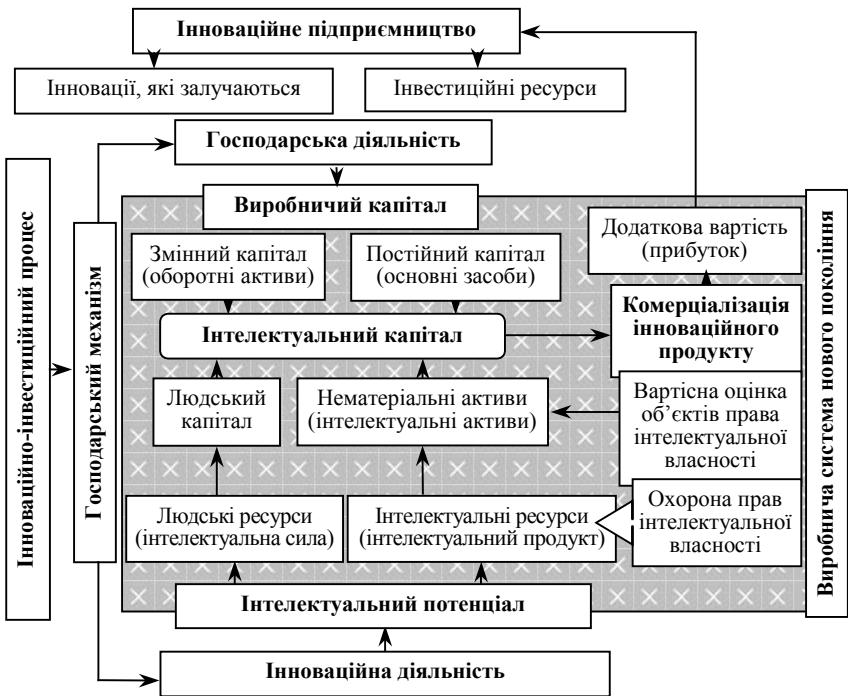 Інноваційне підприємництво
Інновації, які залучаються
Інвестиційні ресурси
Господарська діяльність
Виробничий капітал
Змінний капітал
(оборотні активи)
Постійний капітал
(основні засоби)
Додаткова вартість
(прибуток)
Інтелектуальний капітал
Комерціалізація
інноваційного
продукту
Людський
капітал
Нематеріальні активи
(інтелектуальні активи)
Вартісна оцінка
об’єктів права
інтелектуальної
власності
Людські ресурси
(інтелектуальна сила)
Інтелектуальні ресурси
(інтелектуальний продукт)
Охорона прав
інтелектуальної
власності
Інтелектуальний потенціал
Інноваційна діяльність
Інноваційно-інвестиційний процес
Господарський механізм
Виробнича система нового покоління